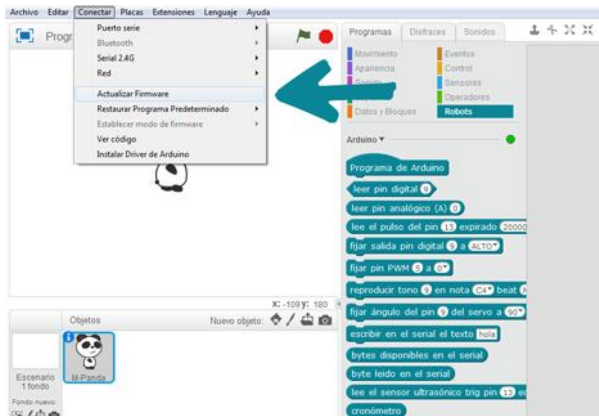 Archivo Editar Conectar Placas Extensiones Lenguaje Ayuda
Puerto serie
Bluetooth
Serial 2.4G
Red
Actualizar Firmware
Restaurar Programa Predeterminado
Establecer modo de firmware
Ver código
Instalar Driver de Arduino
Progr
X: -109 Y: 180
Objetos
Nuevo objeto:
Escenario
1 fondo
Fondo nuevo:
M-Panda
Programas Disfraces Sonidos
Movimiento Eventos
Apariencia Control
Sensores
Operadores
Datos y Bloques Robots
Arduino
Programa de Arduino
leer pin digital 9
leer pin analógico (A) 0
lee el pulso del pin 13 expirado 20000
fijar salida pin digital 9 a ALTO
fijar pin PWM 5 a 0
reproducir tono 9 en nota C4 beat
fijar ángulo del pin 9 del servo a 90
escribir en el serial el texto hola
bytes disponibles en el serial
byte leido en el serial
lee el sensor ultrasónico trig pin 13 ec
cronómetro